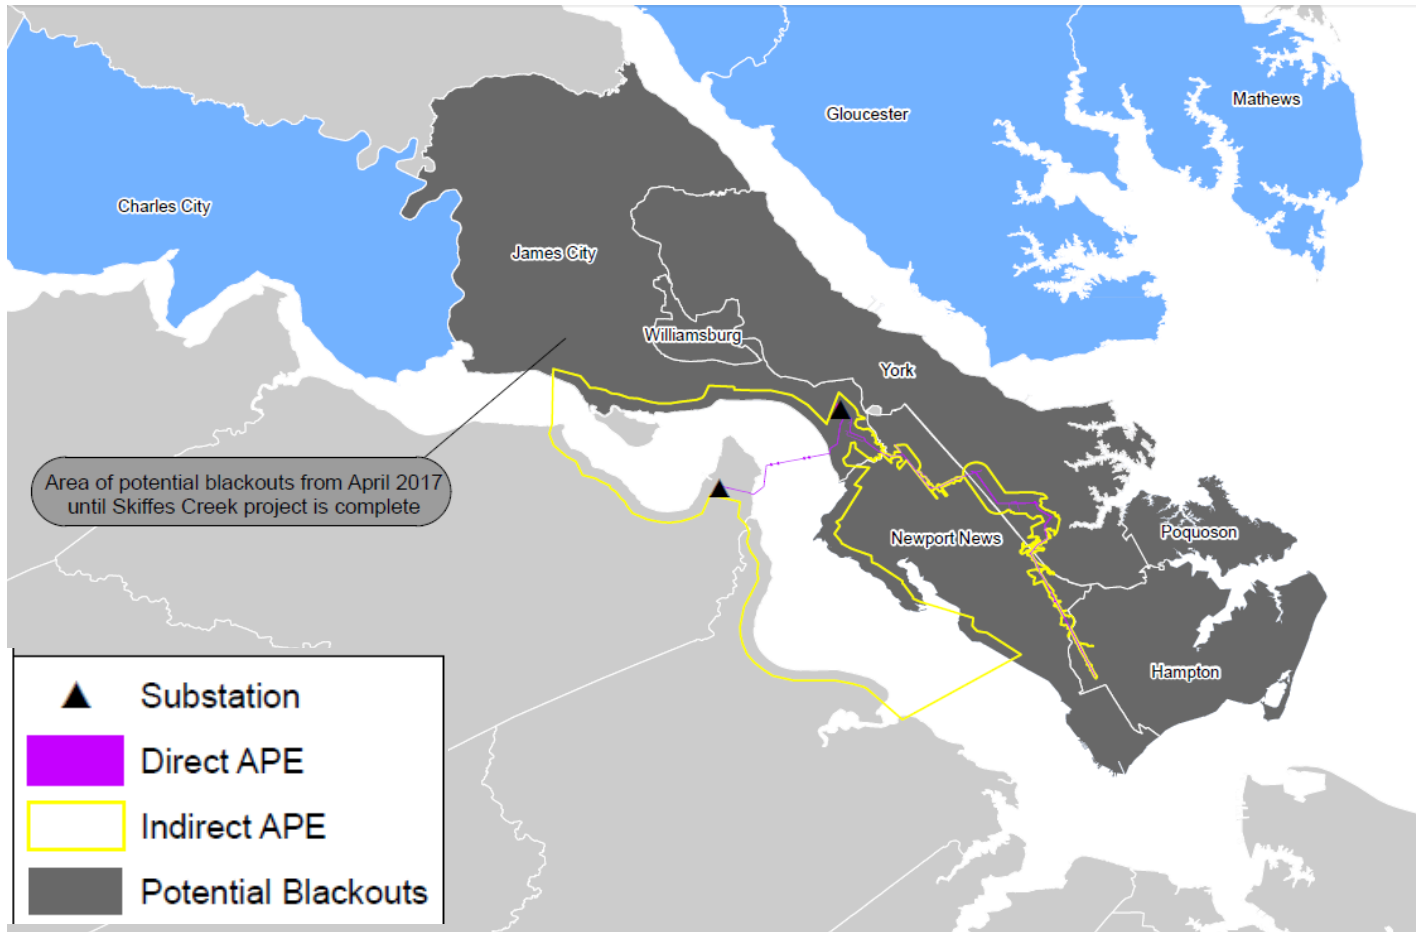 Mathews
Gloucester
Charles City
James City
Williamsburg
York
Area of potential blackouts from April 2017
until Skiffes Creek project is complete
Newport News
Poquoson
Hampton
Substation
Direct APE
Indirect APE
Potential Blackouts